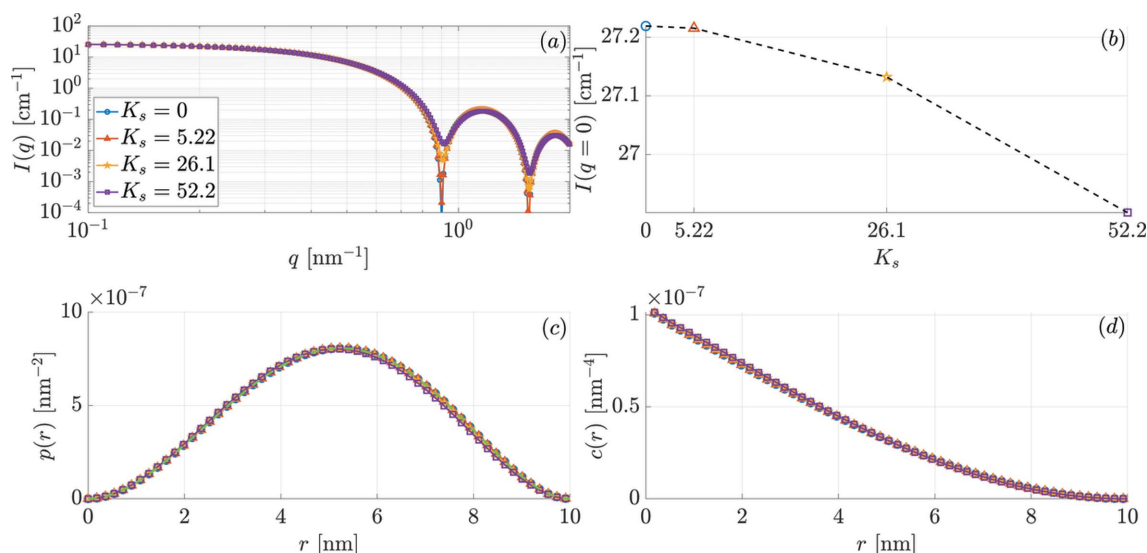 10^2
10^1
10^0
10^{-1}
10^{-2}
10^{-3}
10^{-4}
I(q) [cm^{-1}]
(a)
K_s = 0
K_s = 5.22
K_s = 26.1
K_s = 52.2
10^{-1}
10^0
q [nm^{-1}]
27.2
27.1
27
I(q = 0) [cm^{-1}]
(b)
0
5.22
26.1
52.2
K_s
×10^{-7}
10
5
0
p(r) [nm^{-2}]
(c)
0
2
4
6
8
10
r [nm]
×10^{-7}
1
0.5
0
c(r) [nm^{-4}]
(d)
0
2
4
6
8
10
r [nm]